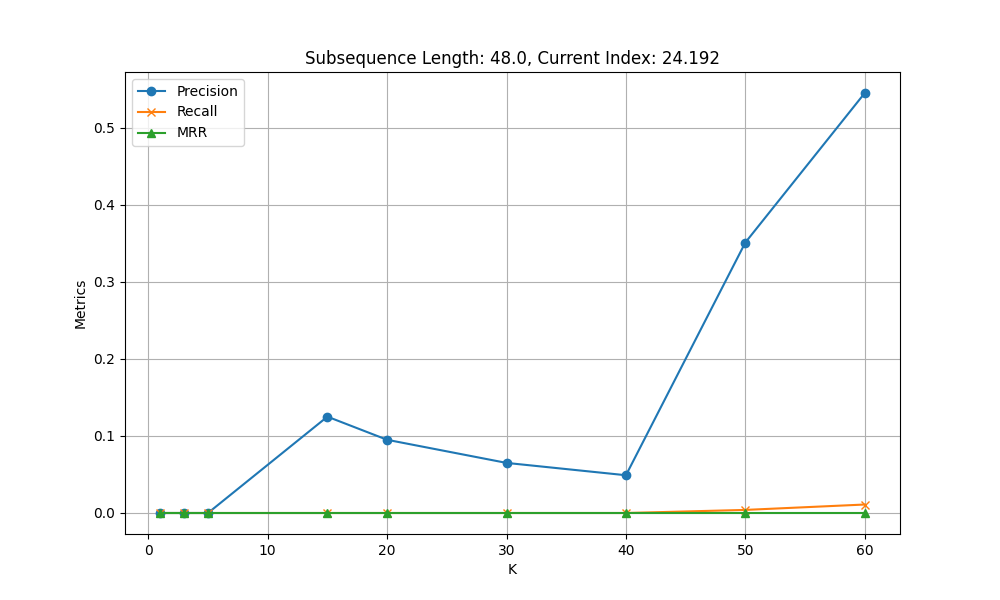 Subsequence Length: 48.0, Current Index: 24.192
Precision
Recall
MRR
0.5
0.4
0.3
0.2
0.1
0.0
Metrics
0 10 20 30 40 50 60
K